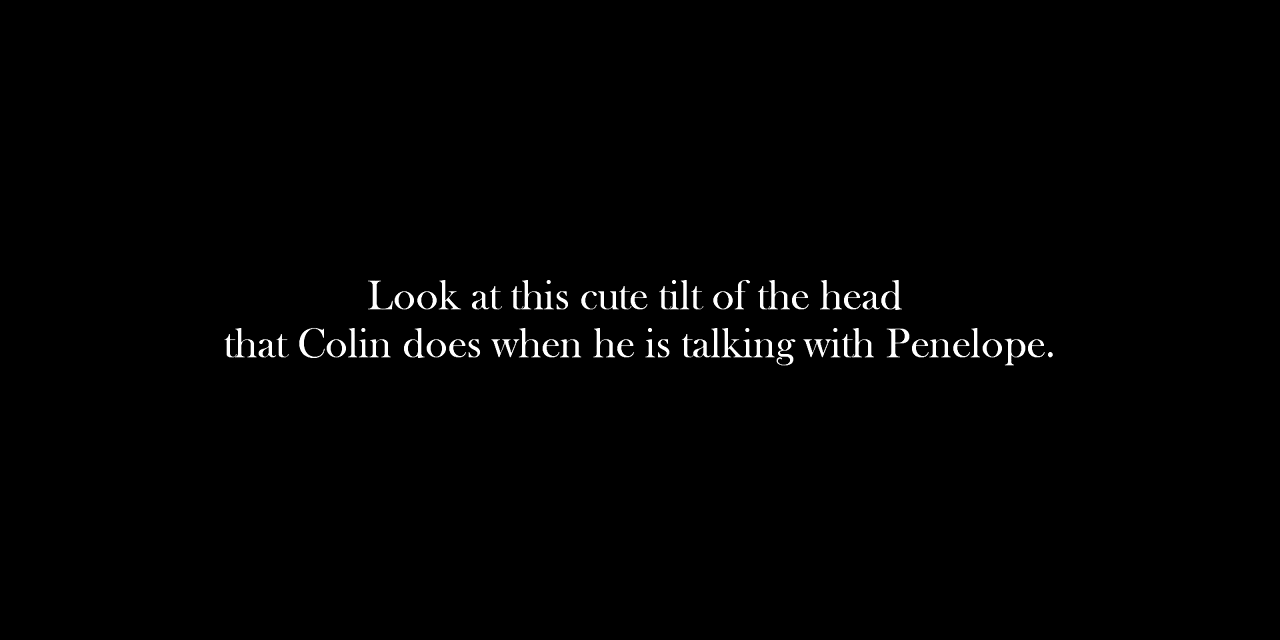 Look at this cute tilt of the head
that Colin does when he is talking with Penelope.